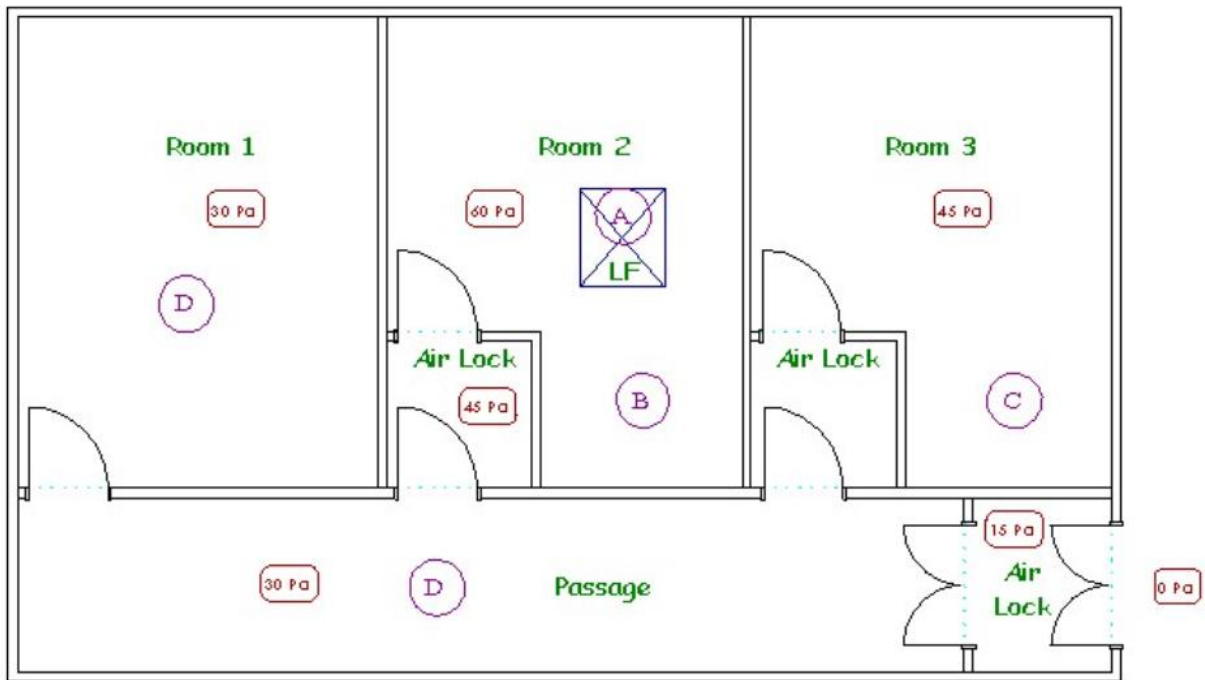 Room 1
Room 2
Room 3
30 Pa
60 Pa
A
45 Pa
LF
D
Air Lock
Air Lock
45 Pa
B
C
15 Pa
30 Pa
D
Passage
Air
Lock
0 Pa